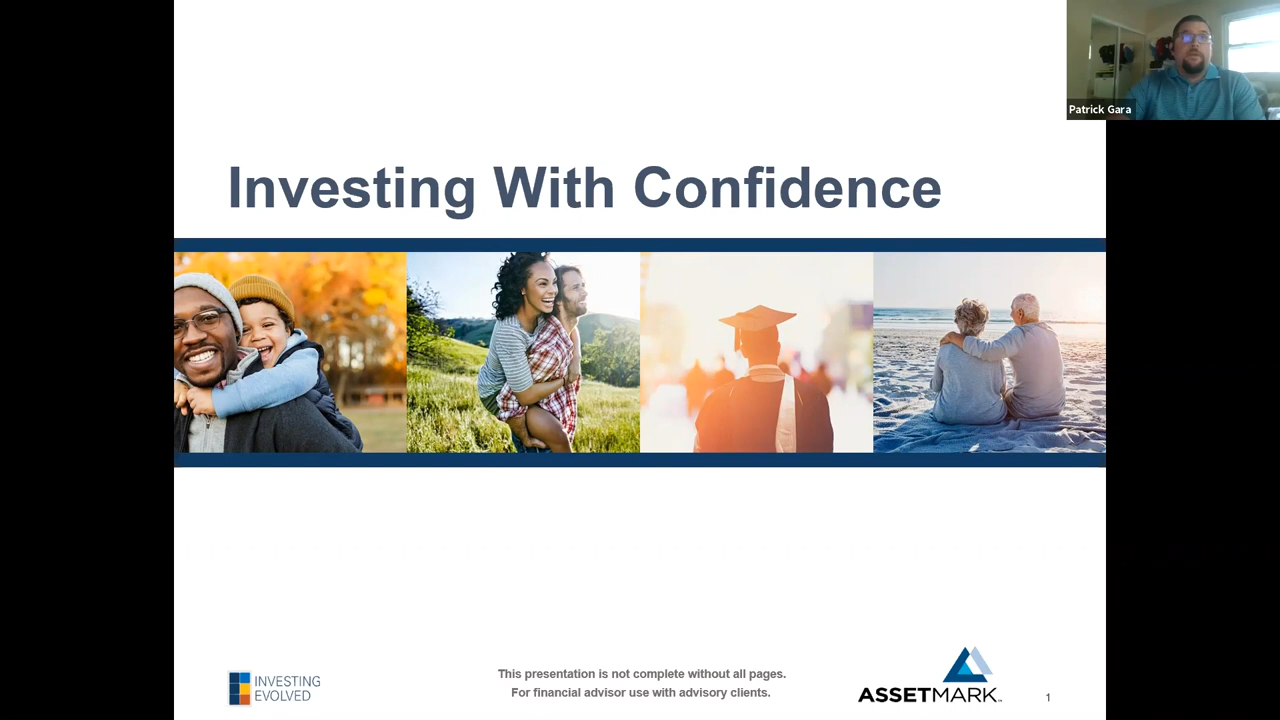 Patrick Gara
Investing With Confidence
INVESTING
EVOLVED
This presentation is not complete without all pages.
For financial advisor use with advisory clients.
ASSETMARK™
1